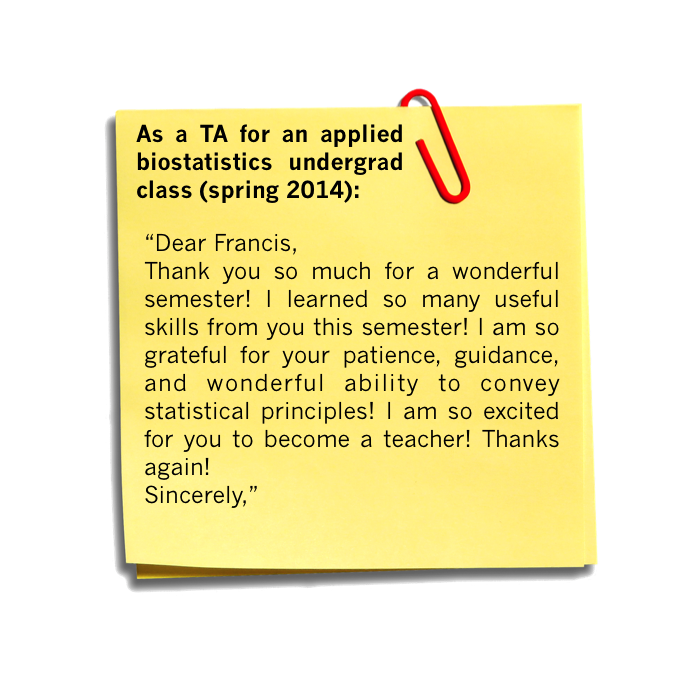 As a TA for an applied
biostatistics undergrad
class (spring 2014):
“Dear Francis,
Thank you so much for a wonderful
semester! I learned so many useful
skills from you this semester! I am so
grateful for your patience, guidance,
and wonderful ability to convey
statistical principles! I am so excited
for you to become a teacher! Thanks
again!
Sincerely,”